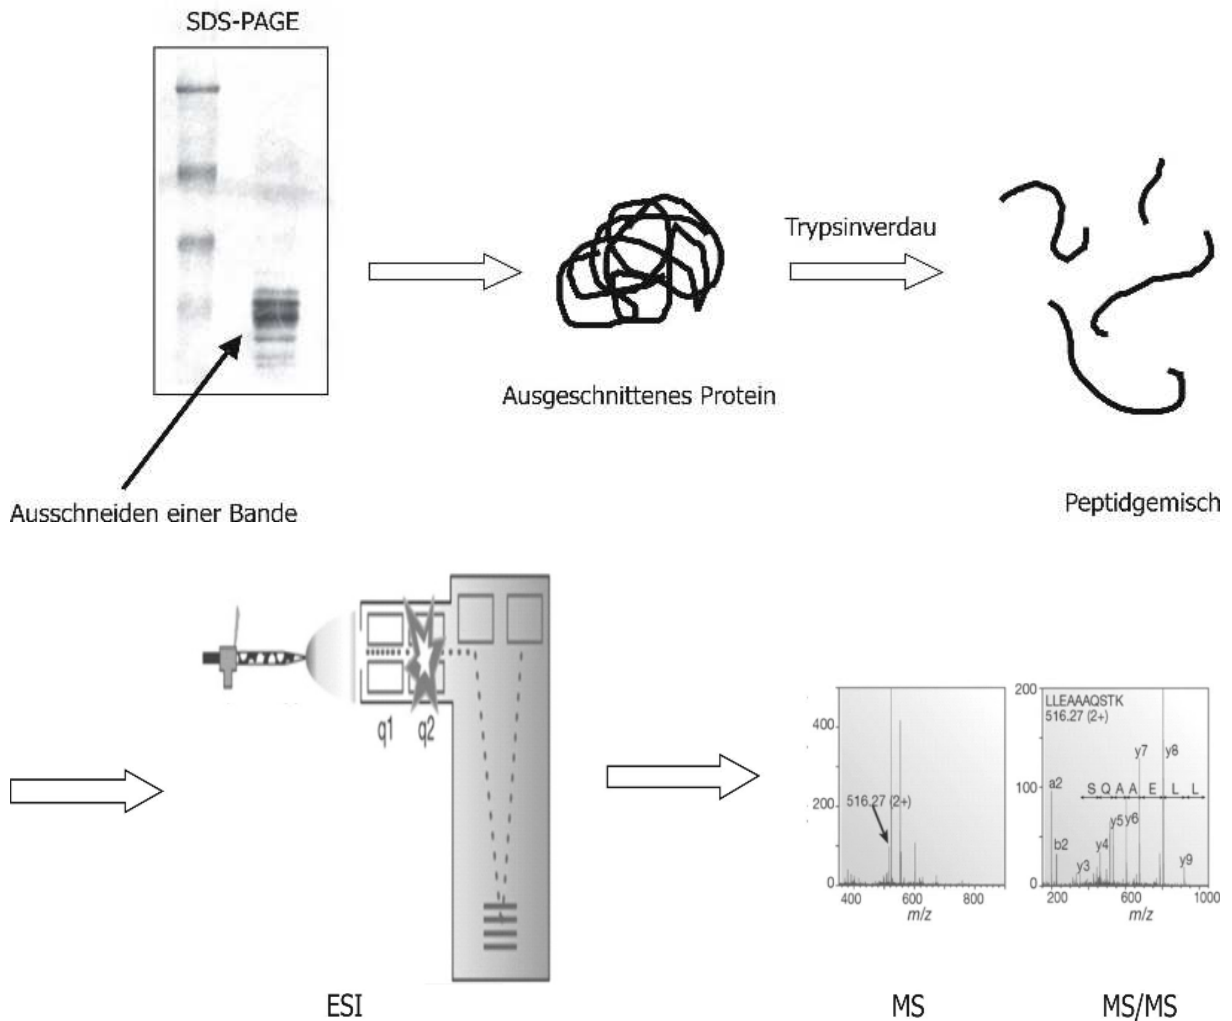 SDS-PAGE
Trypsinverdau
Ausgeschnittenes Protein
Ausschneiden einer Bande
Peptidgemisch
q1 q2
ESI
400
200
0
516.27 (2+)
400 600 800
m/z
MS
200
100
0
LLEAAAQSTK
516.27 (2+)
y7 y8
a2
S Q A A E L L
y5 y6
b2 y4
y3 y9
200 600 1000
m/z
MS/MS